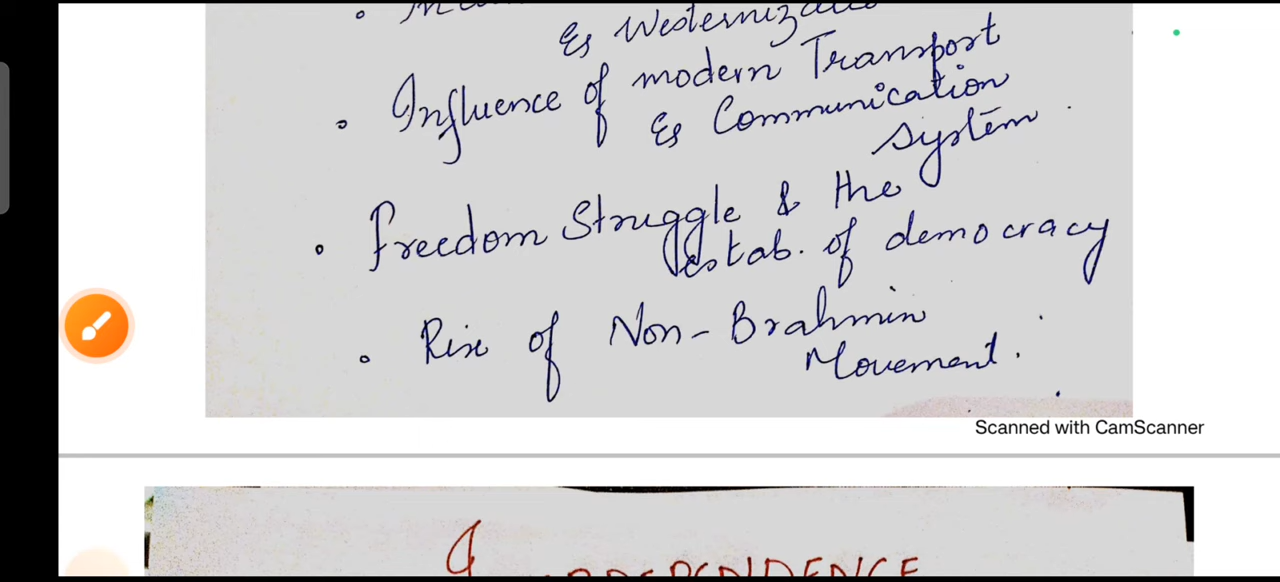 & Westernizatio
• Influence of modern Transport
& Communication
system.
• Freedom Struggle & the
estab. of democracy
• Rise of Non-Brahmin
Movement.
Scanned with CamScanner